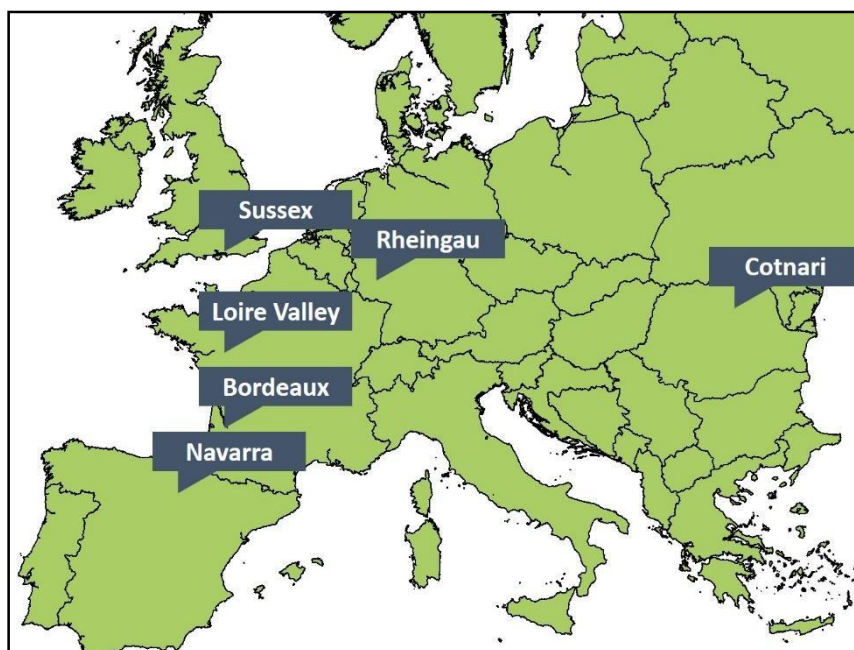 Sussex
Rheingau
Cotnari
Loire Valley
Bordeaux
Navarra